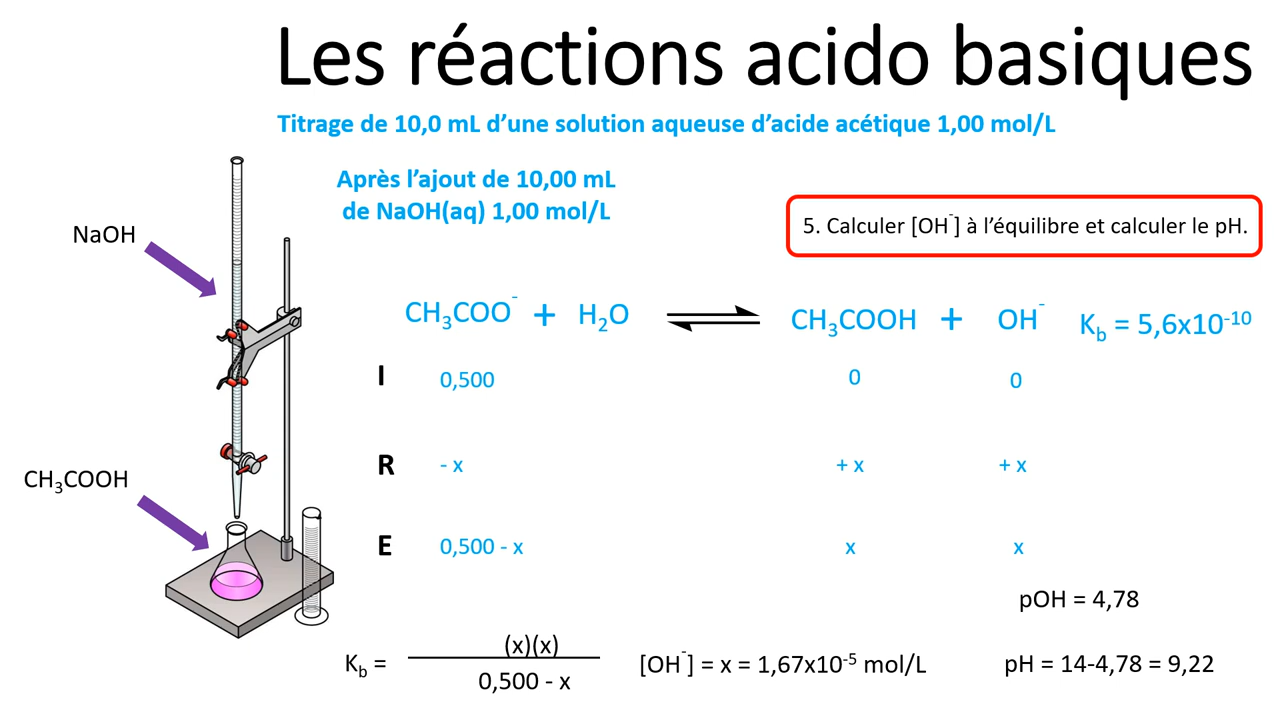 Les réactions acido basiques
Titrage de 10,0 mL d’une solution aqueuse d’acide acétique 1,00 mol/L
Après l’ajout de 10,00 mL
de NaOH(aq) 1,00 mol/L
5. Calculer [OH⁻] à l’équilibre et calculer le pH.
NaOH
CH₃COOH
CH₃COO⁻ + H₂O ⇌ CH₃COOH + OH⁻ K_b = 5,6x10⁻¹⁰
I 0,500 0 0
R - x + x + x
E 0,500 - x x x
pOH = 4,78
K_b = (x)(x)
0,500 - x
[OH⁻] = x = 1,67x10⁻⁵ mol/L
pH = 14-4,78 = 9,22